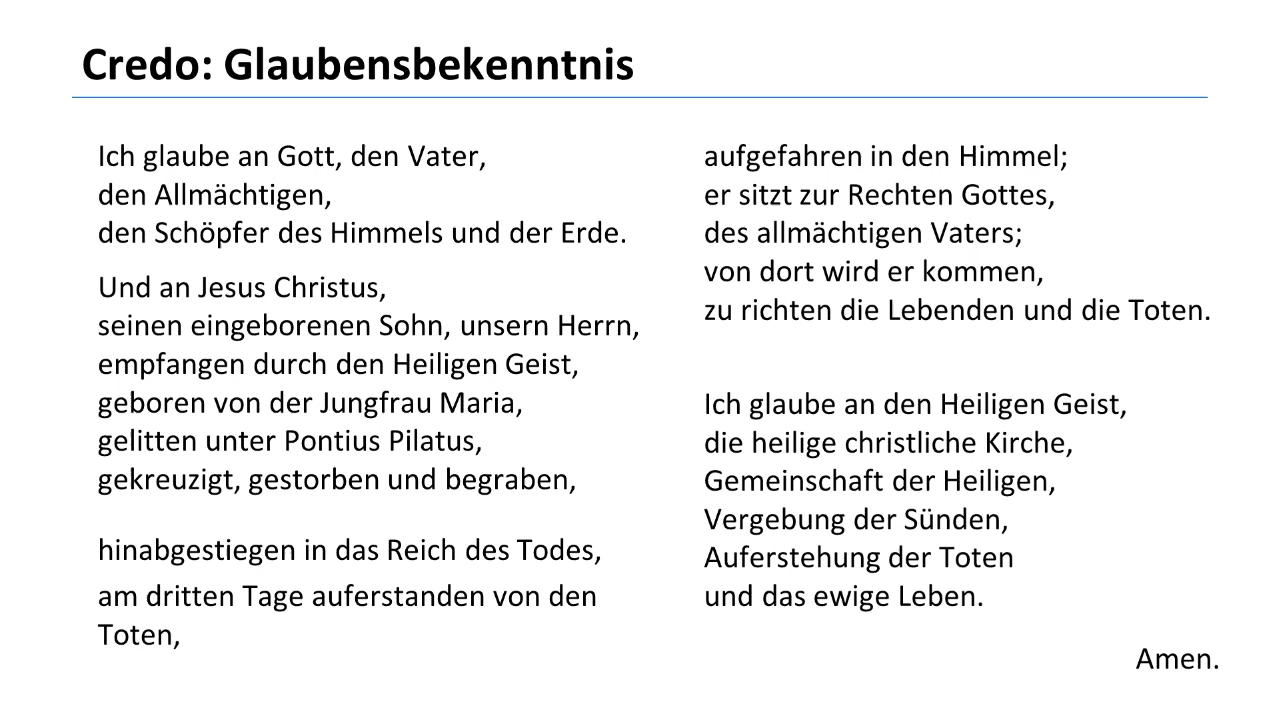 Credo: Glaubensbekenntnis
Ich glaube an Gott, den Vater,
den Allmächtigen,
den Schöpfer des Himmels und der Erde.
Und an Jesus Christus,
seinen eingeborenen Sohn, unsern Herrn,
empfangen durch den Heiligen Geist,
geboren von der Jungfrau Maria,
gelitten unter Pontius Pilatus,
gekreuzigt, gestorben und begraben,
hinabgestiegen in das Reich des Todes,
am dritten Tage auferstanden von den
Toten,
aufgefahren in den Himmel;
er sitzt zur Rechten Gottes,
des allmächtigen Vaters;
von dort wird er kommen,
zu richten die Lebenden und die Toten.
Ich glaube an den Heiligen Geist,
die heilige christliche Kirche,
Gemeinschaft der Heiligen,
Vergebung der Sünden,
Auferstehung der Toten
und das ewige Leben.
Amen.